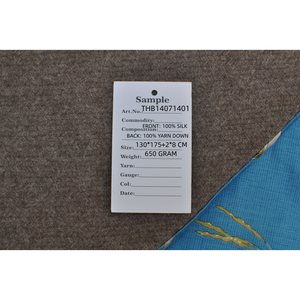 Sample
Art.No. THB14071401
Commodity:
FRONT: 100% SILK
Composition:
BACK: 100% YARN DOWN
Size: 130*175+2*8 CM
Weight: 650 GRAM
Yarn:
Gauge:
Col:
Date: